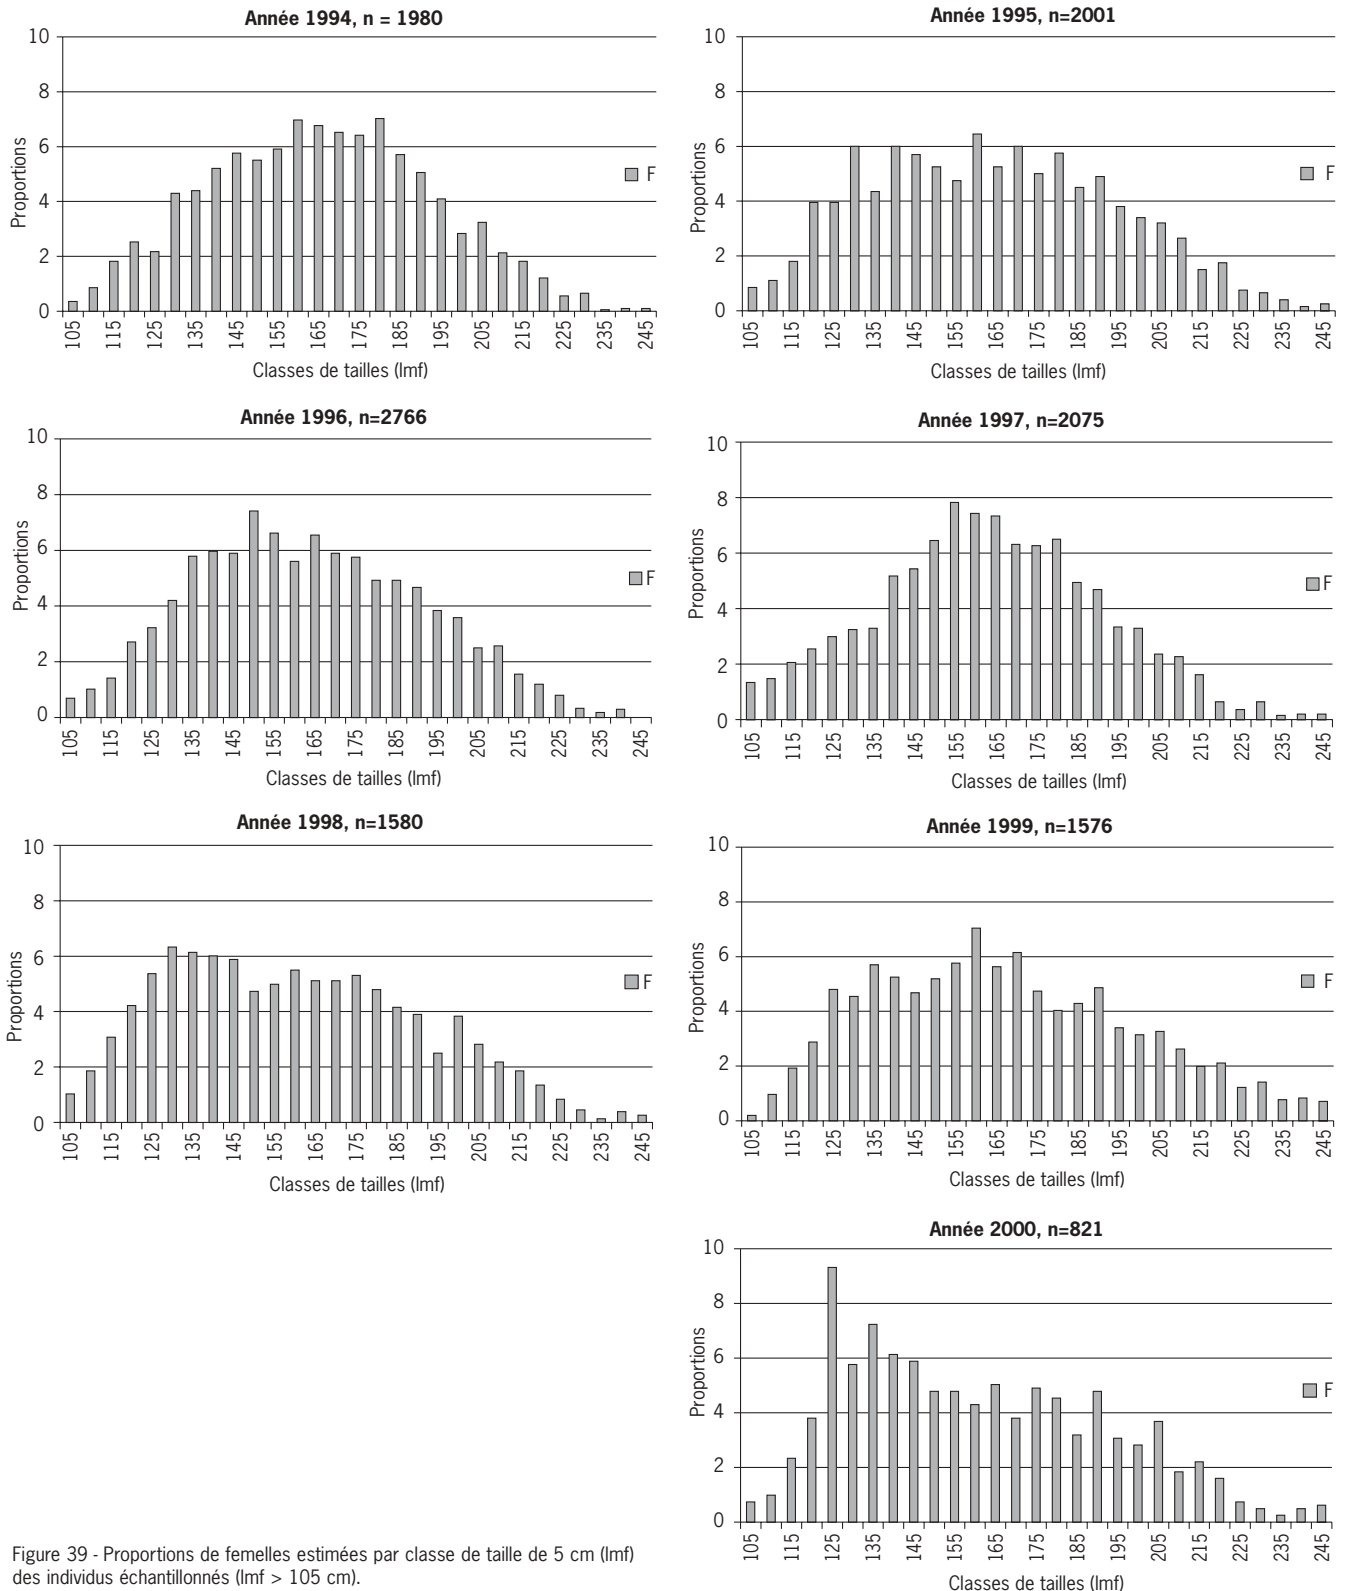 Année 1994, n = 1980
10
8
6
4
2
0
Proportions
F
105 115 125 135 145 155 165 175 185 195 205 215 225 235 245
Classes de tailles (lmf)
Année 1995, n=2001
10
8
6
4
2
0
Proportions
F
105 115 125 135 145 155 165 175 185 195 205 215 225 235 245
Classes de tailles (lmf)
Année 1996, n=2766
10
8
6
4
2
0
Proportions
F
105 115 125 135 145 155 165 175 185 195 205 215 225 235 245
Classes de tailles (lmf)
Année 1997, n=2075
10
8
6
4
2
0
Proportions
F
105 115 125 135 145 155 165 175 185 195 205 215 225 235 245
Classes de tailles (lmf)
Année 1998, n=1580
10
8
6
4
2
0
Proportions
F
105 115 125 135 145 155 165 175 185 195 205 215 225 235 245
Classes de tailles (lmf)
Année 1999, n=1576
10
8
6
4
2
0
Proportions
F
105 115 125 135 145 155 165 175 185 195 205 215 225 235 245
Classes de tailles (lmf)
Année 2000, n=821
10
8
6
4
2
0
Proportions
F
105 115 125 135 145 155 165 175 185 195 205 215 225 235 245
Classes de tailles (lmf)
Figure 39 - Proportions de femelles estimées par classe de taille de 5 cm (lmf)
des individus échantillonnés (lmf > 105 cm).